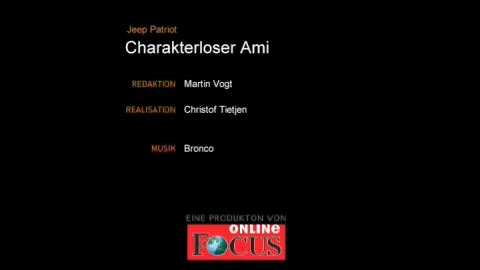 Jeep Patriot
Charakterloser Ami
REDAKTION Martin Vogt
REALISATION Christof Tietjen
MUSIK Bronco
EINE PRODUKTON VON
ONLINE
FOCUS